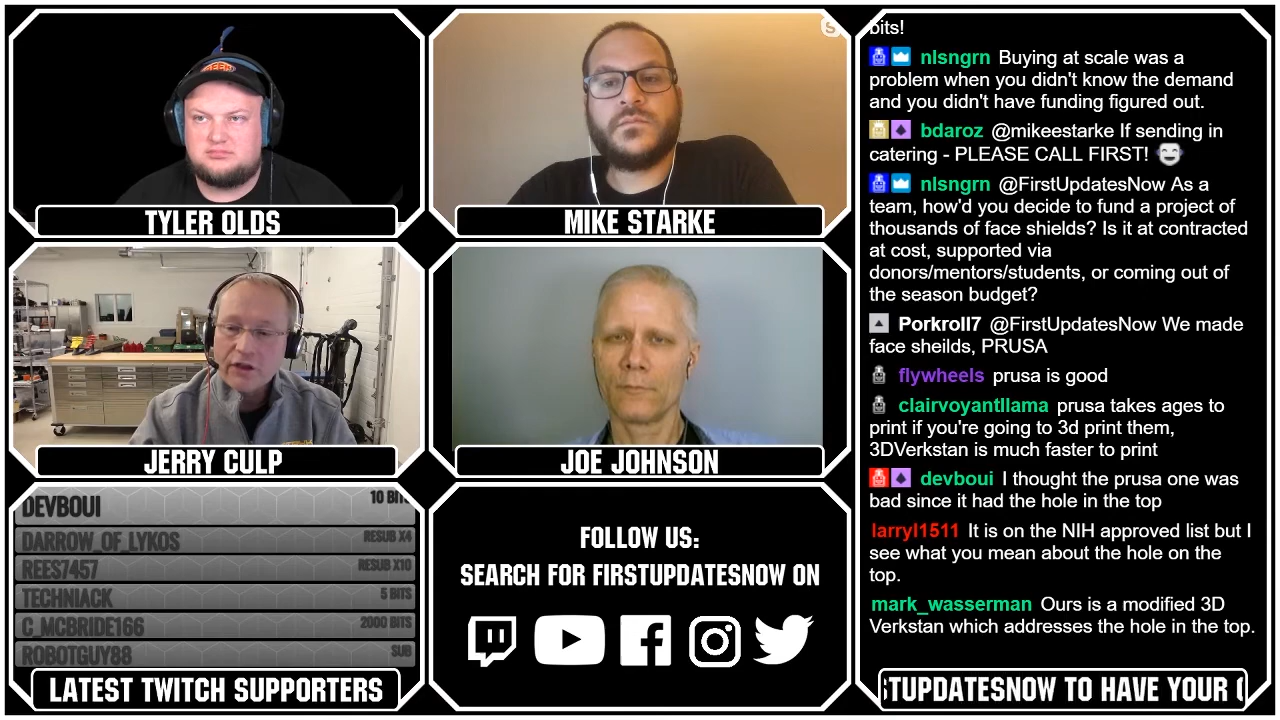 TYLER OLDS
MIKE STARKE
JERRY CULP
JOE JOHNSON
DEVBOUI 10 BITS
DARROW_OF_LYKOS RESUB X4
REES7457 RESUB X10
TECHNIACK 5 BITS
C_MCBRIDE166 2000 BITS
ROBOTGUY88 SUB
LATEST TWITCH SUPPORTERS
FOLLOW US:
SEARCH FOR FIRSTUPDATESNOW ON
bits!
nlsngrn Buying at scale was a
problem when you didn't know the demand
and you didn't have funding figured out.
bdaroz @mikeestarke If sending in
catering - PLEASE CALL FIRST!
nlsngrn @FirstUpdatesNow As a
team, how'd you decide to fund a project of
thousands of face shields? Is it at contracted
at cost, supported via
donors/mentors/students, or coming out of
the season budget?
Porkroll7 @FirstUpdatesNow We made
face sheilds, PRUSA
flywheels prusa is good
clairvoyantllama prusa takes ages to
print if you're going to 3d print them,
3DVerkstan is much faster to print
devboui I thought the prusa one was
bad since it had the hole in the top
larryl1511 It is on the NIH approved list but I
see what you mean about the hole on the
top.
mark_wasserman Ours is a modified 3D
Verkstan which addresses the hole in the top.
STUPDATESNOW TO HAVE YOUR